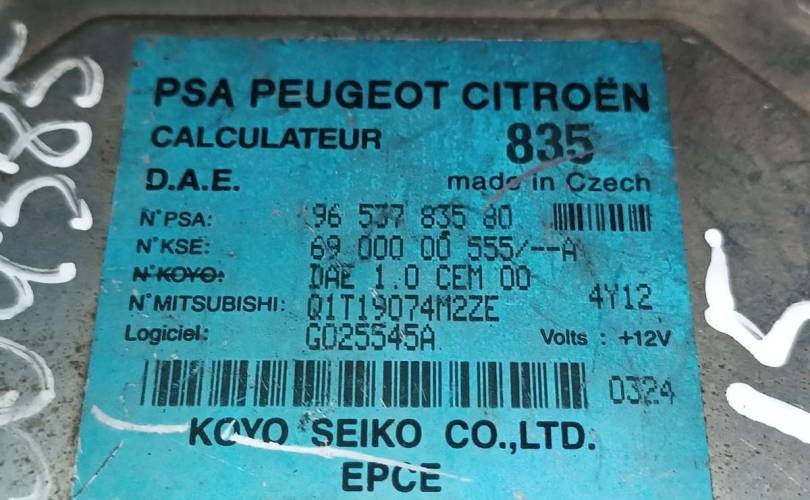 PSA PEUGEOT CITROËN
CALCULATEUR 835
D.A.E. made in Czech
N°PSA: 96 537 835 80
N°KSE: 69 000 00 555/--A
N°KOYO: DAE 1.0 CEM 00
N°MITSUBISHI: Q1T19074M2ZE 4Y12
Logiciel: G025545A Volts : +12V
0324
KOYO SEIKO CO.,LTD.
EPCE